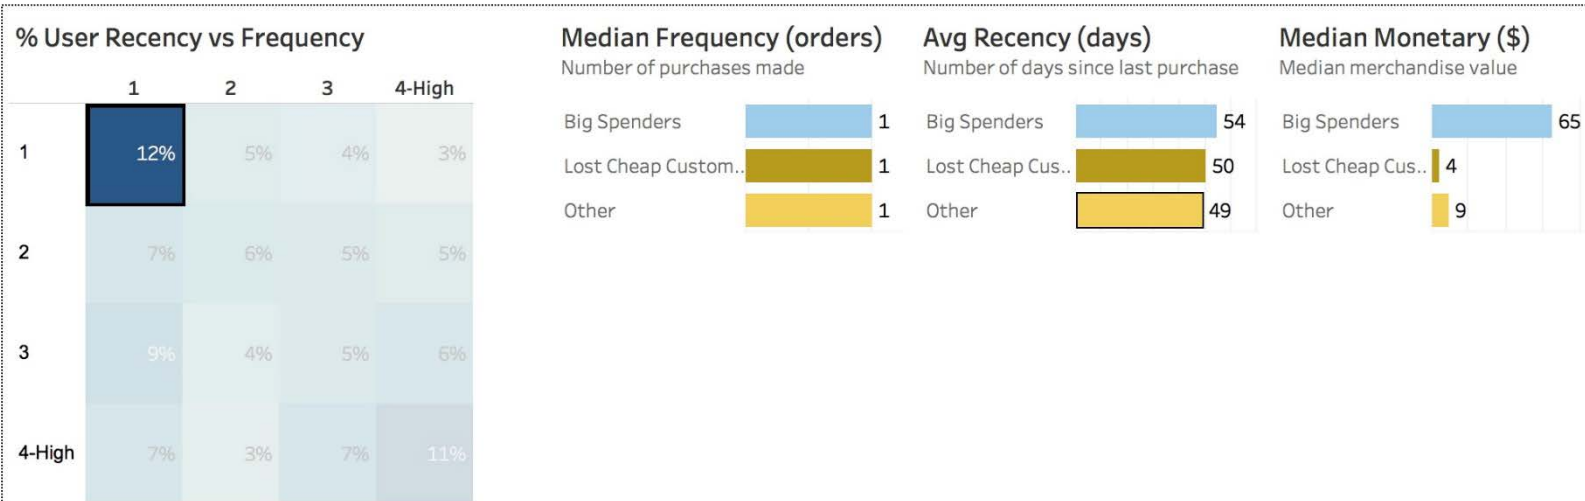 % User Recency vs Frequency
1 2 3 4-High
1 12% 5% 4% 3%
2 7% 6% 5% 5%
3 9% 4% 5% 6%
4-High 7% 3% 7% 11%
Median Frequency (orders)
Number of purchases made
Big Spenders 1
Lost Cheap Custom.. 1
Other 1
Avg Recency (days)
Number of days since last purchase
Big Spenders 54
Lost Cheap Cus.. 50
Other 49
Median Monetary ($)
Median merchandise value
Big Spenders 65
Lost Cheap Cus.. 4
Other 9